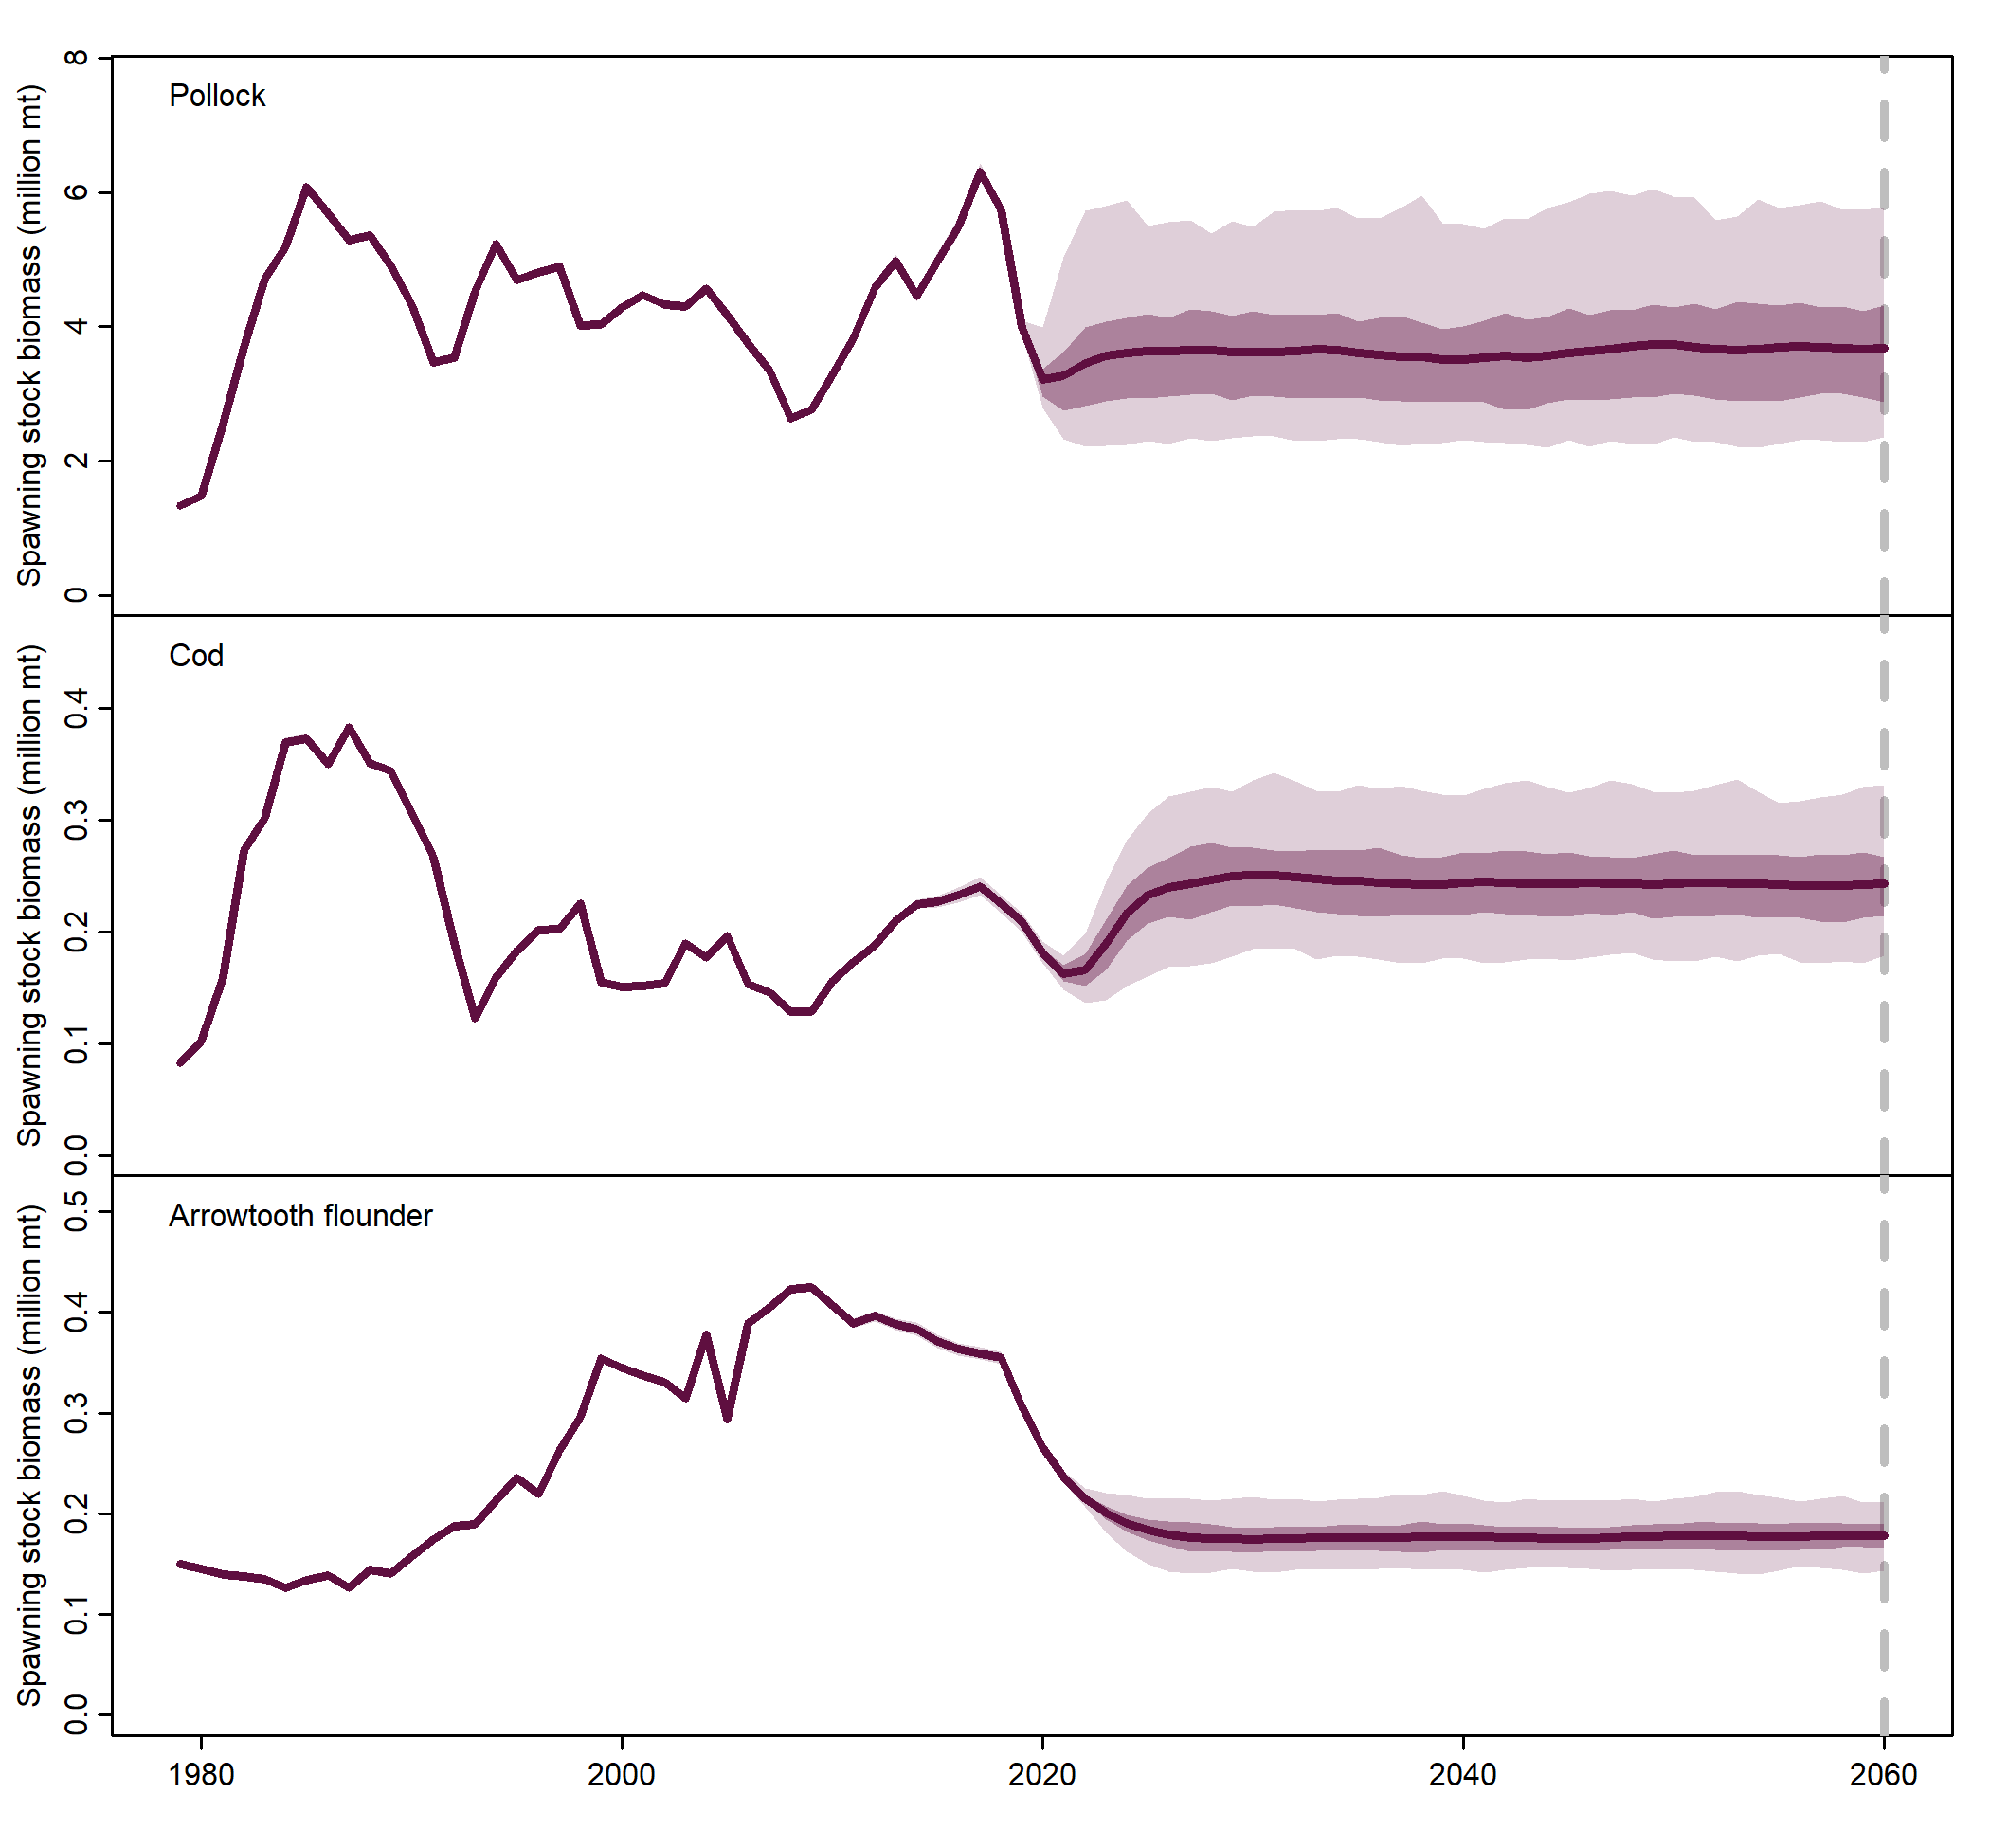 Pollock
Spawning stock biomass (million mt)
8
6
4
2
0
Cod
Spawning stock biomass (million mt)
0.4
0.3
0.2
0.1
0.0
Arrowtooth flounder
Spawning stock biomass (million mt)
0.5
0.4
0.3
0.2
0.1
0.0
1980 2000 2020 2040 2060